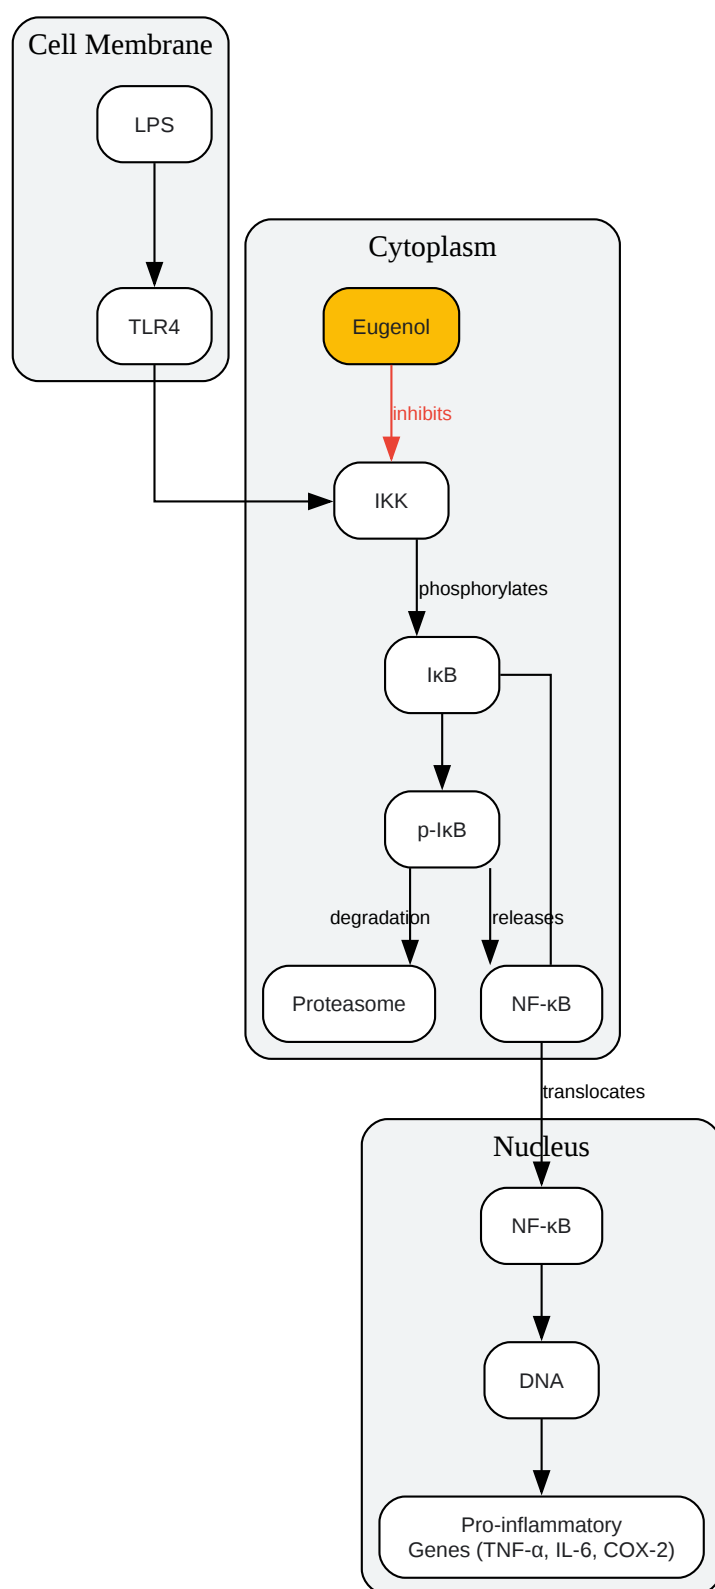 Cell Membrane
LPS
TLR4
Cytoplasm
Eugenol
inhibits
IKK
phosphorylates
IκB
p-IκB
degradation
releases
Proteasome
NF-κB
translocates
Nucleus
NF-κB
DNA
Pro-inflammatory
Genes (TNF-α, IL-6, COX-2)